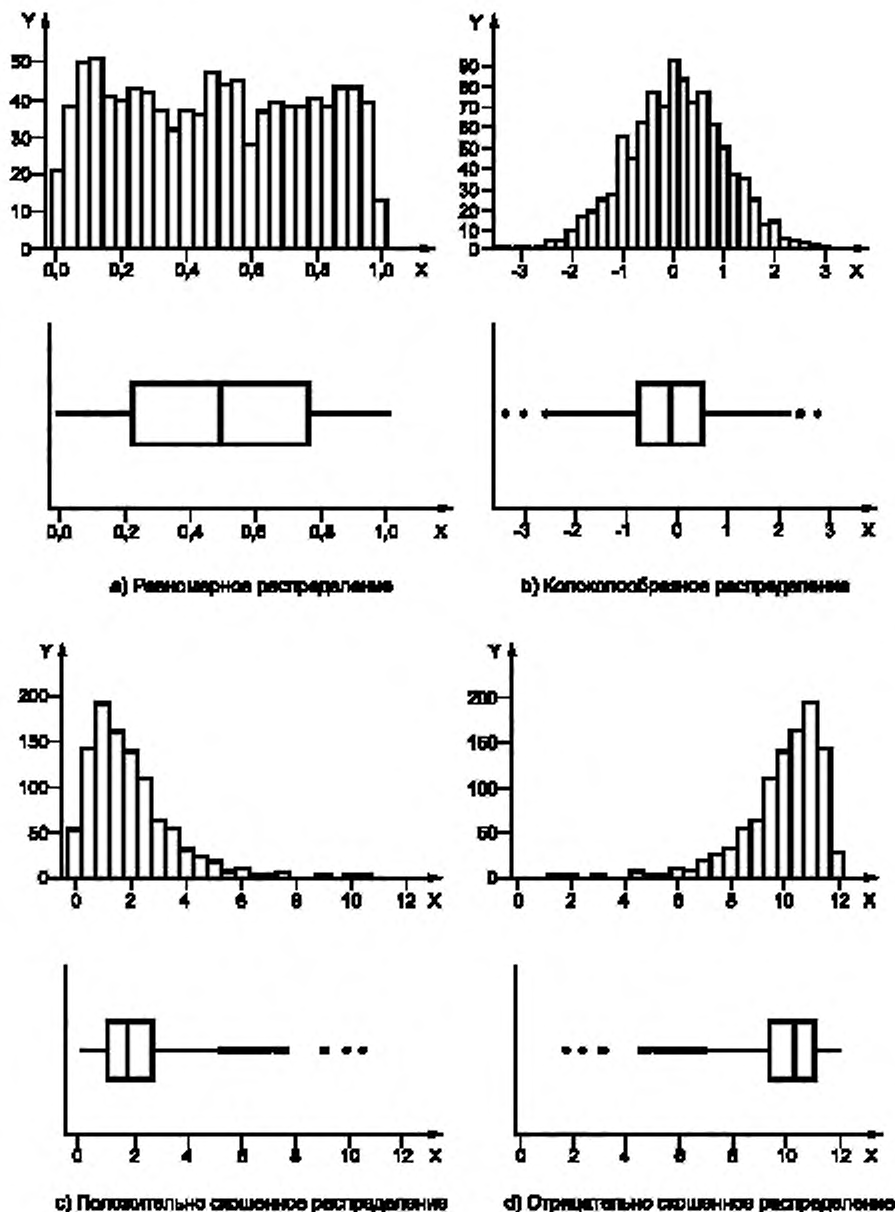 Y Y
50 90
40 80
30 70
20 60
10 50
0 40
30
20
10
0
0,0 0,2 0,4 0,6 0,8 1,0 X -3 -2 -1 0 1 2 3 X
0,0 0,2 0,4 0,6 0,8 1,0 X -3 -2 -1 0 1 2 3 X
a) Равномерное распределение b) Колоколообразное распределение
Y Y
200 200
150 150
100 100
50 50
0 0
0 2 4 6 8 10 12 X 0 2 4 6 8 10 12 X
0 2 4 6 8 10 12 X 0 2 4 6 8 10 12 X
c) Положительно скошенное распределение d) Отрицательно скошенное распределение